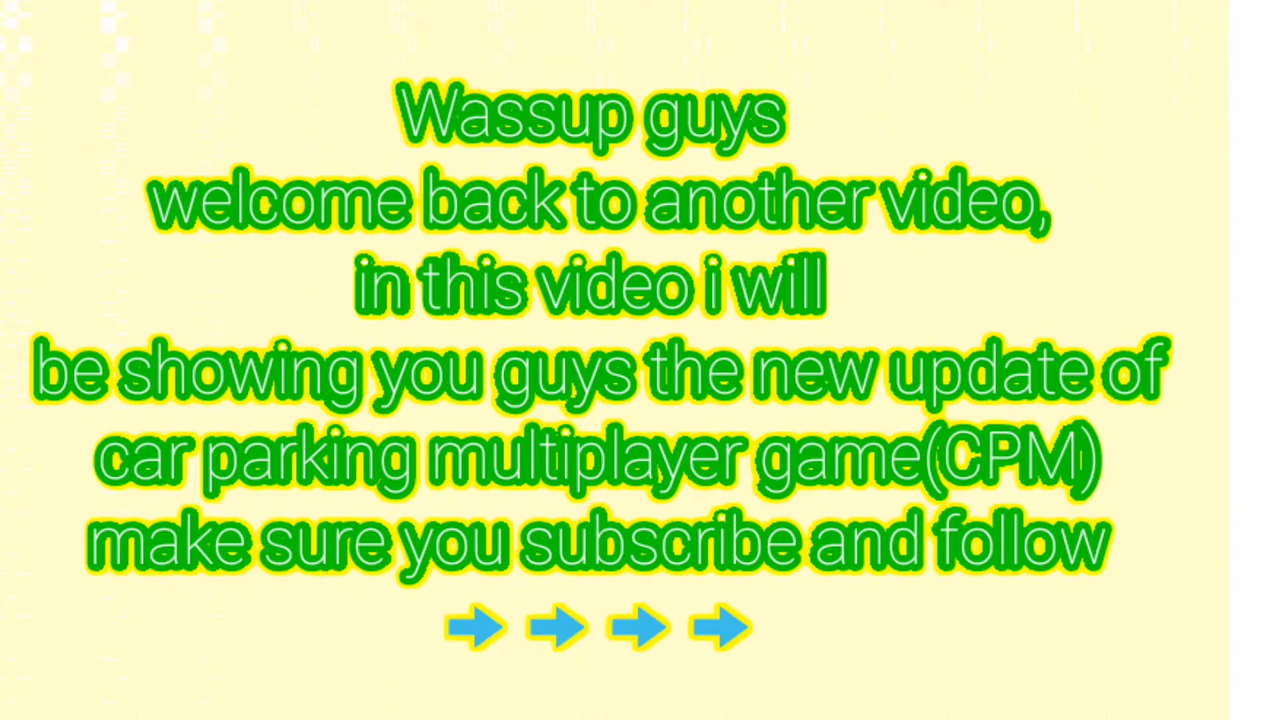 Wassup guys
welcome back to another video,
in this video i will
be showing you guys the new update of
car parking multiplayer game(CPM)
make sure you subscribe and follow
➡➡➡➡